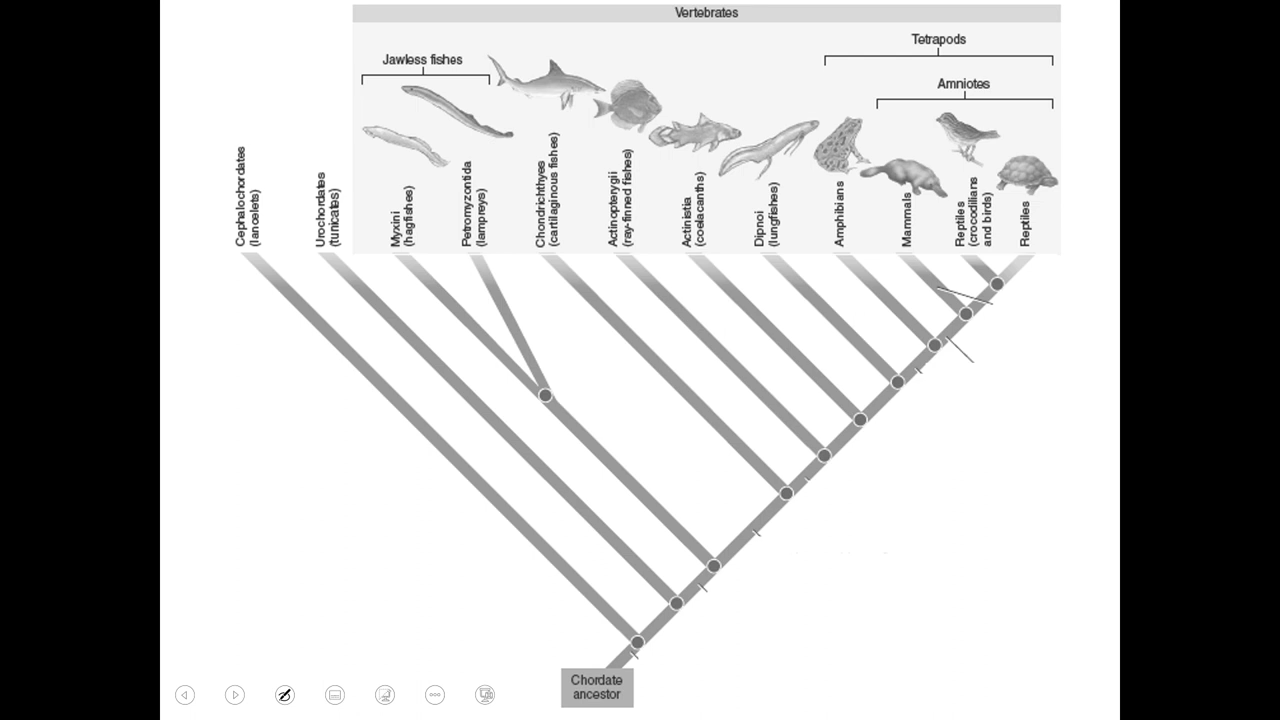 Vertebrates
Tetrapods
Jawless fishes
Amniotes
Cephalochordates
(lancelets)
Urochordates
(tunicates)
Myxini
(hagfishes)
Petromyzontida
(lampreys)
Chondrichthyes
(cartilaginous fishes)
Actinopterygii
(ray-finned fishes)
Actinistia
(coelacanths)
Dipnoi
(lungfishes)
Amphibians
Mammals
Reptiles
(crocodilians
and birds)
Reptiles
Chordate
ancestor